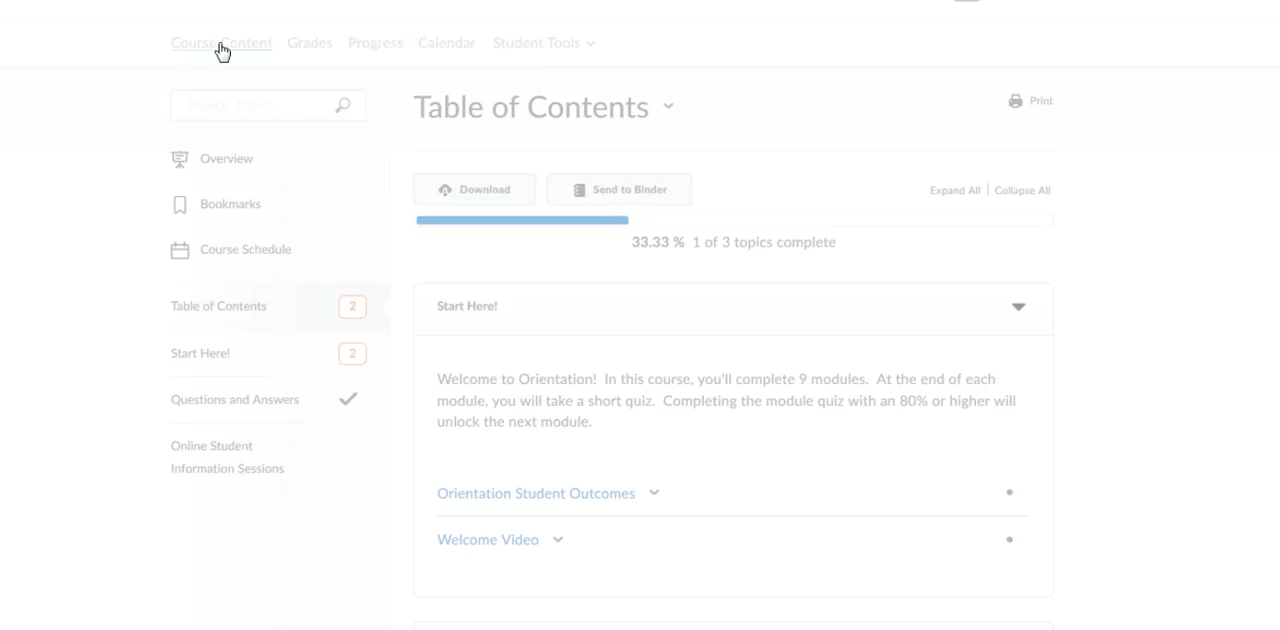 Course Content Grades Progress Calendar Student Tools
Search Topics
Table of Contents
Print
Overview
Bookmarks
Course Schedule
Table of Contents 2
Start Here! 2
Questions and Answers
Online Student
Information Sessions
Download Send to Binder
Expand All | Collapse All
33.33 % 1 of 3 topics complete
Start Here!
Welcome to Orientation! In this course, you'll complete 9 modules. At the end of each
module, you will take a short quiz. Completing the module quiz with an 80% or higher will
unlock the next module.
Orientation Student Outcomes
Welcome Video